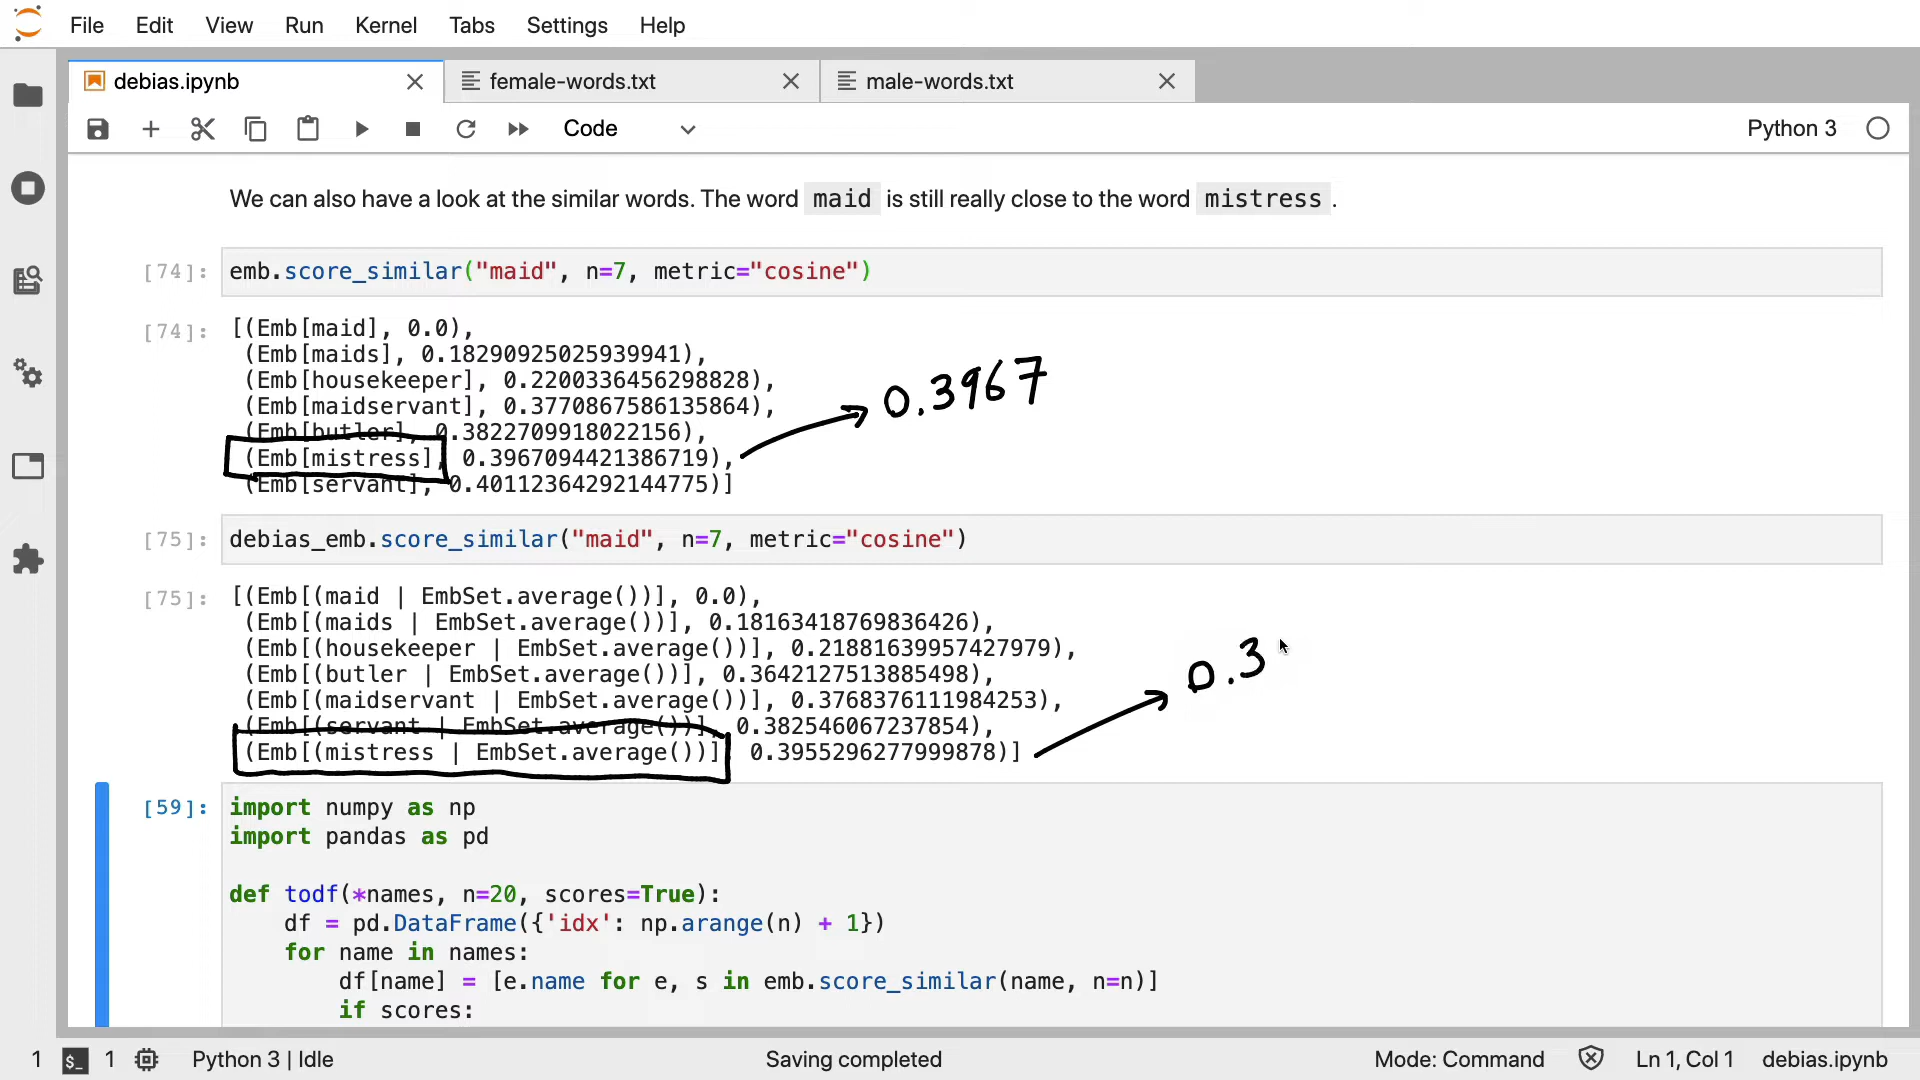 File Edit View Run Kernel Tabs Settings Help
debias.ipynb female-words.txt male-words.txt
Code Python 3
We can also have a look at the similar words. The word maid is still really close to the word mistress .
[74]: emb.score_similar("maid", n=7, metric="cosine")
[74]: [(Emb[maid], 0.0),
(Emb[maids], 0.18290925025939941),
(Emb[housekeeper], 0.2200336456298828),
(Emb[maidservant], 0.3770867586135864),
(Emb[butler], 0.3822709918022156),
(Emb[mistress], 0.3967094421386719),
(Emb[servant], 0.40112364292144775)]
0.3967
[75]: debias_emb.score_similar("maid", n=7, metric="cosine")
[75]: [(Emb[(maid | EmbSet.average())], 0.0),
(Emb[(maids | EmbSet.average())], 0.18163418769836426),
(Emb[(housekeeper | EmbSet.average())], 0.21881639957427979),
(Emb[(butler | EmbSet.average())], 0.3642127513885498),
(Emb[(maidservant | EmbSet.average())], 0.3768376111984253),
(Emb[(servant | EmbSet.average())], 0.382546067237854),
(Emb[(mistress | EmbSet.average())] 0.3955296277999878)]
0.3
[59]: import numpy as np
import pandas as pd
def todf(*names, n=20, scores=True):
df = pd.DataFrame({'idx': np.arange(n) + 1})
for name in names:
df[name] = [e.name for e, s in emb.score_similar(name, n=n)]
if scores:
1 $_ 1 Python 3 | Idle Saving completed Mode: Command Ln 1, Col 1 debias.ipynb